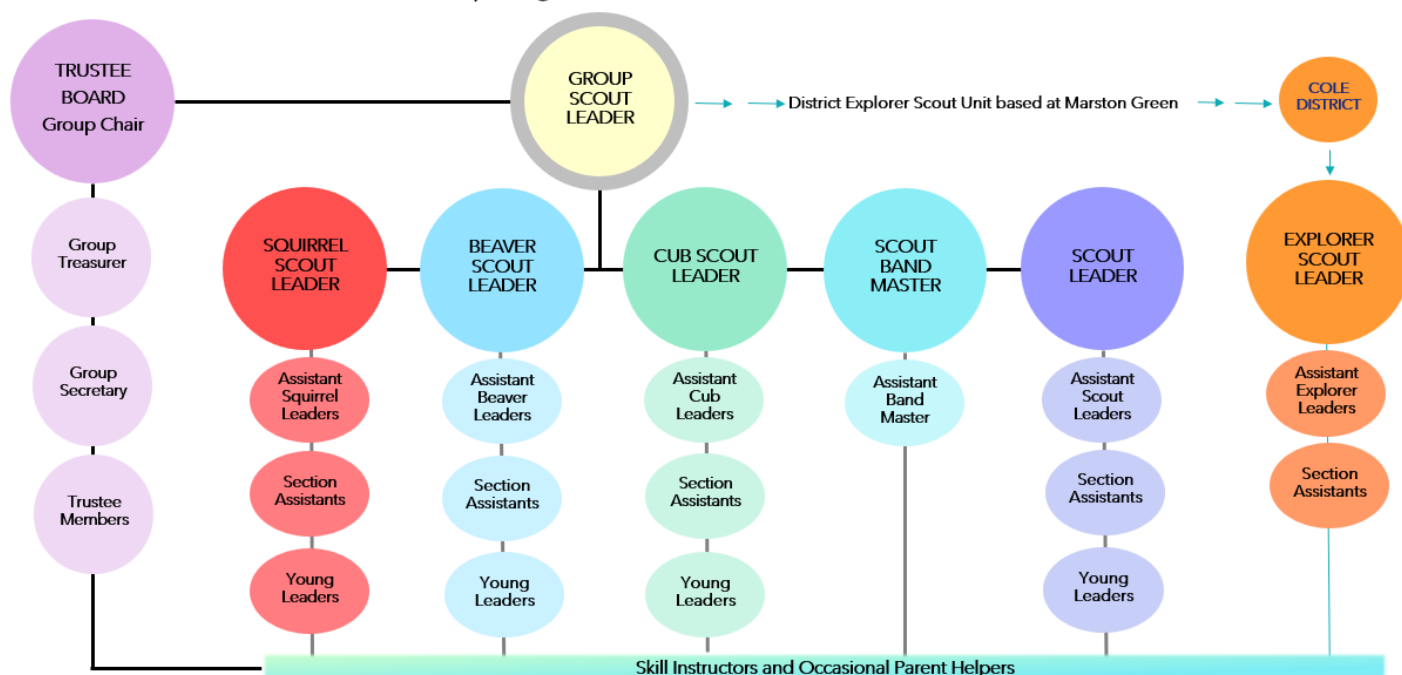 TRUSTEE
BOARD
Group Chair
GROUP
SCOUT
LEADER
District Explorer Scout Unit based at Marston Green
COLE
DISTRICT
Group
Treasurer
Group
Secretary
Trustee
Members
SQUIRREL
SCOUT
LEADER
BEAVER
SCOUT
LEADER
CUB SCOUT
LEADER
SCOUT
BAND
MASTER
SCOUT
LEADER
EXPLORER
SCOUT
LEADER
Assistant
Squirrel
Leaders
Assistant
Beaver
Leaders
Assistant
Cub
Leaders
Assistant
Band
Master
Assistant
Scout
Leaders
Assistant
Explorer
Leaders
Section
Assistants
Section
Assistants
Section
Assistants
Section
Assistants
Section
Assistants
Young
Leaders
Young
Leaders
Young
Leaders
Young
Leaders
Skill Instructors and Occasional Parent Helpers